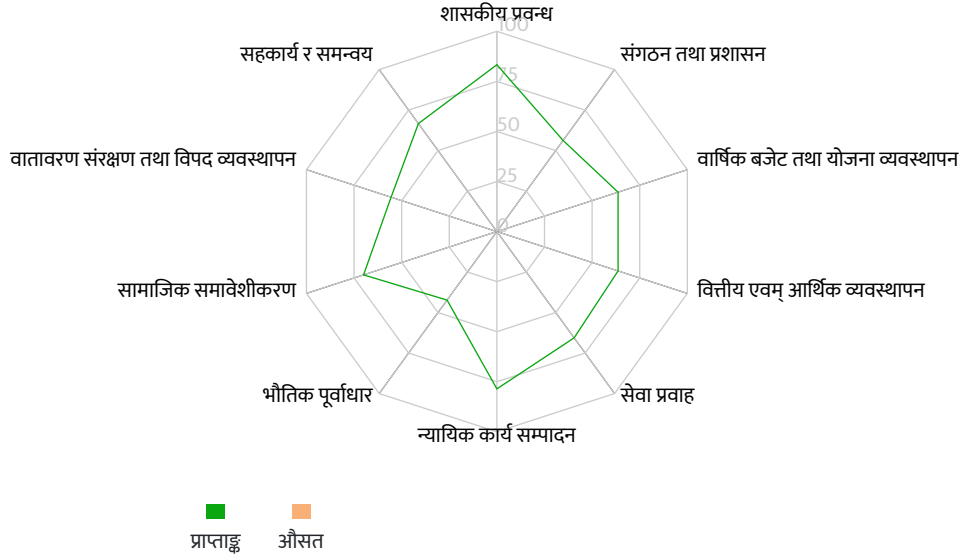 शासकीय प्रवन्ध
100
सहकार्य र समन्वय
संगठन तथा प्रशासन
75
50
वातावरण संरक्षण तथा विपद व्यवस्थापन
वार्षिक बजेट तथा योजना व्यवस्थापन
25
0
सामाजिक समावेशीकरण
वित्तीय एवम् आर्थिक व्यवस्थापन
भौतिक पूर्वाधार
सेवा प्रवाह
न्यायिक कार्य सम्पादन
प्राप्ताङ्क
औसत